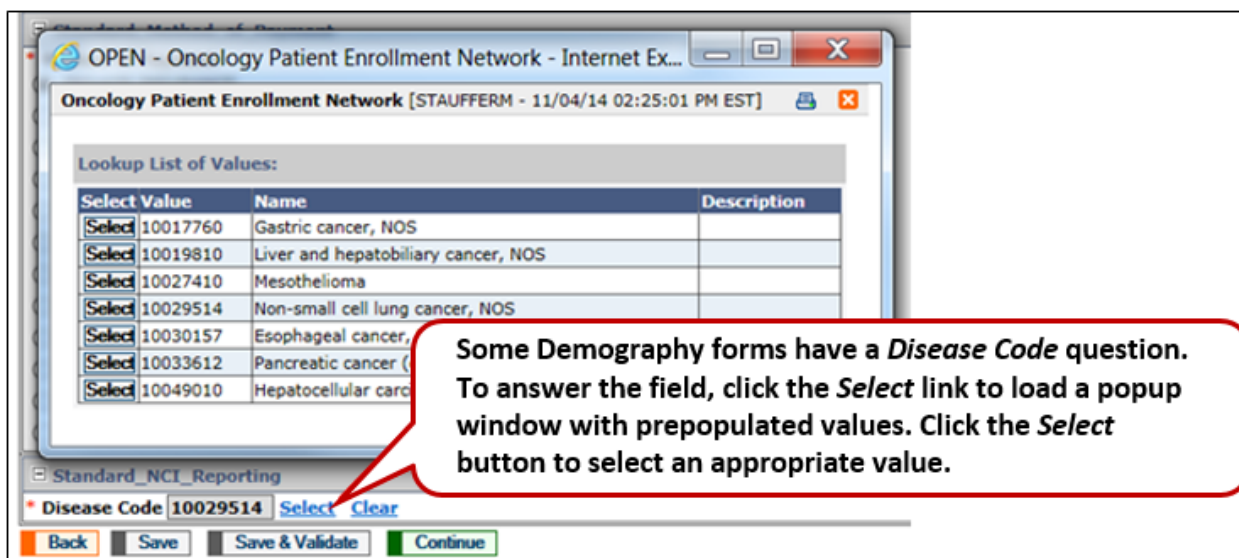 Standard_Method_of_Payment
OPEN - Oncology Patient Enrollment Network - Internet Ex...
Oncology Patient Enrollment Network [STAUFFERM - 11/04/14 02:25:01 PM EST]
Lookup List of Values:
Select Value Name Description
Select 10017760 Gastric cancer, NOS
Select 10019810 Liver and hepatobiliary cancer, NOS
Select 10027410 Mesothelioma
Select 10029514 Non-small cell lung cancer, NOS
Select 10030157 Esophageal cancer,
Select 10033612 Pancreatic cancer (
Select 10049010 Hepatocellular carc
Some Demography forms have a Disease Code question.
To answer the field, click the Select link to load a popup
window with prepopulated values. Click the Select
button to select an appropriate value.
Standard_NCI_Reporting
* Disease Code 10029514 Select Clear
Back Save Save & Validate Continue